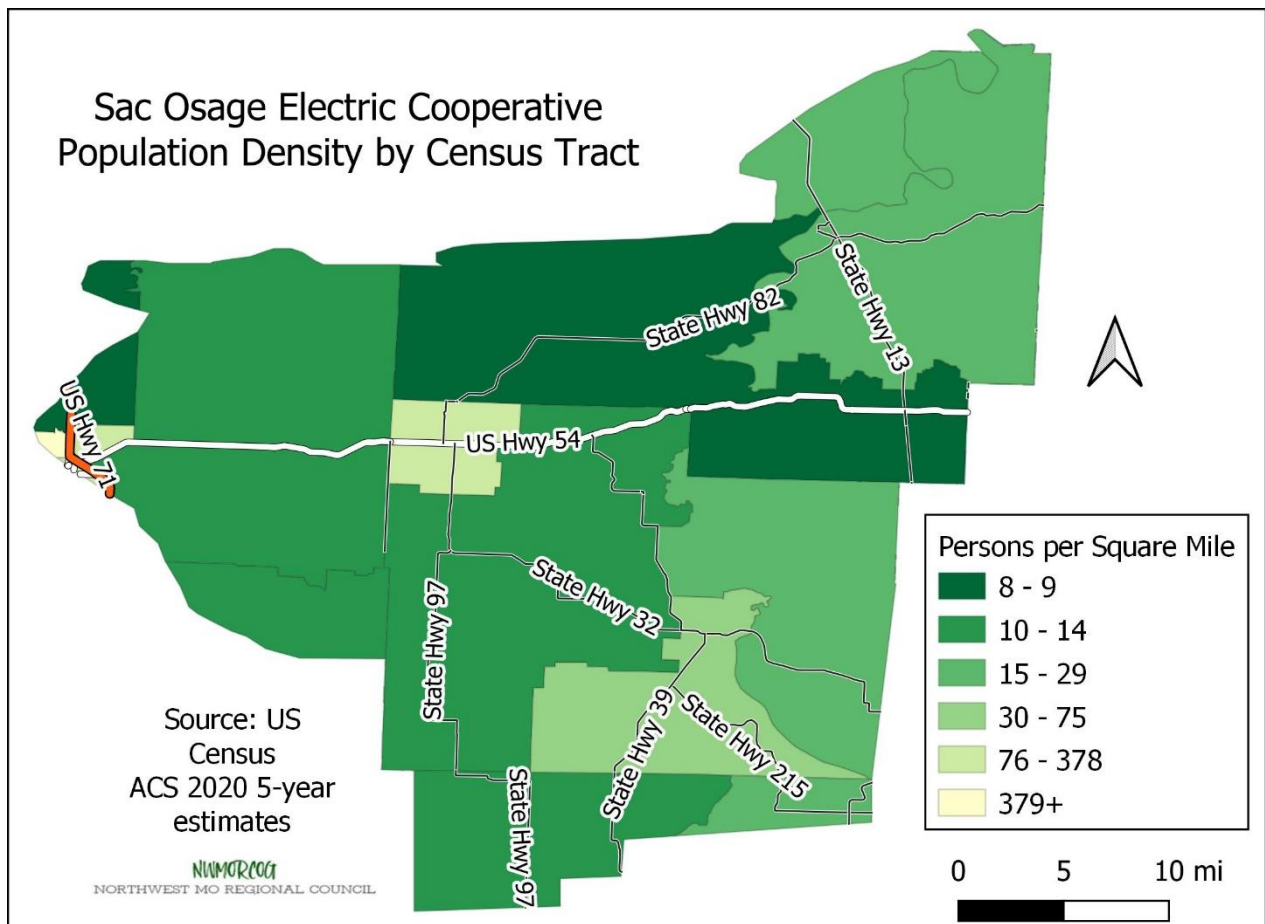 Sac Osage Electric Cooperative
Population Density by Census Tract
State Hwy 82
State Hwy 13
US Hwy 71
US Hwy 54
State Hwy 32
State Hwy 97
State Hwy 39
State Hwy 215
State Hwy 97
Persons per Square Mile
8 - 9
10 - 14
15 - 29
30 - 75
76 - 378
379+
Source: US
Census
ACS 2020 5-year
estimates
NWMORCOG
NORTHWEST MO REGIONAL COUNCIL
0 5 10 mi